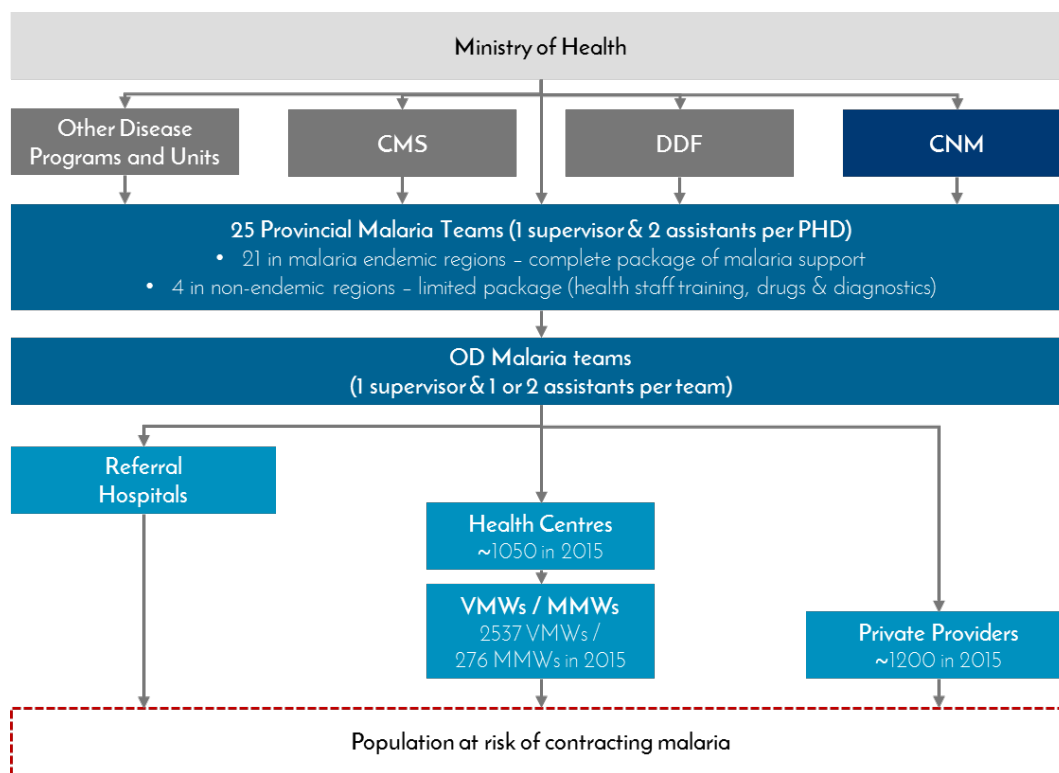 Ministry of Health
Other Disease
Programs and Units
CMS
DDF
CNM
25 Provincial Malaria Teams (1 supervisor & 2 assistants per PHD)
• 21 in malaria endemic regions – complete package of malaria support
• 4 in non-endemic regions – limited package (health staff training, drugs & diagnostics)
OD Malaria teams
(1 supervisor & 1 or 2 assistants per team)
Referral
Hospitals
Health Centres
~1050 in 2015
VMWs / MMWs
2537 VMWs /
276 MMWs in 2015
Private Providers
~1200 in 2015
Population at risk of contracting malaria